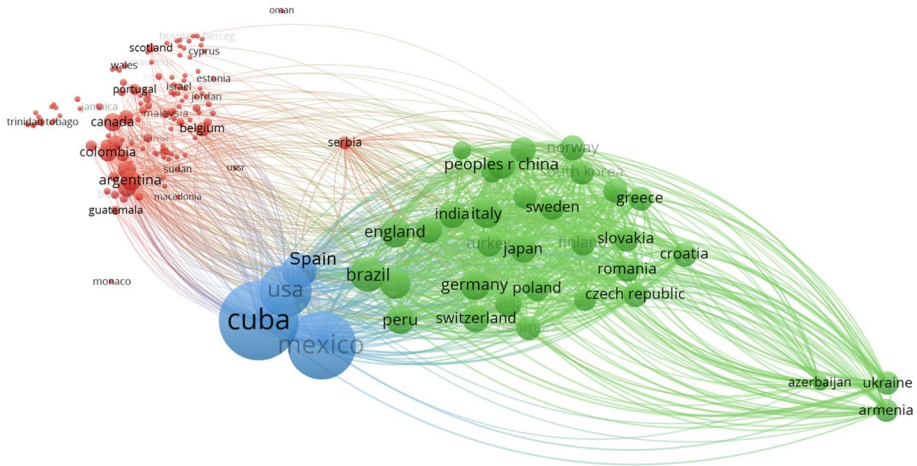 oman
scotland
cyprus
wales
estonia
portugal
israel
jordan
jamaica
malaysia
trinidad tobago
canada
belgium
colombia
serbia
norway
peoples r china
south korea
sudan
ussr
argentina
macedonia
guatemala
greece
india
italy
sweden
england
turkey
japan
finland
slovakia
croatia
Spain
brazil
romania
monaco
usa
germany
poland
czech republic
cuba
peru
switzerland
mexico
azerbaijan
ukraine
armenia